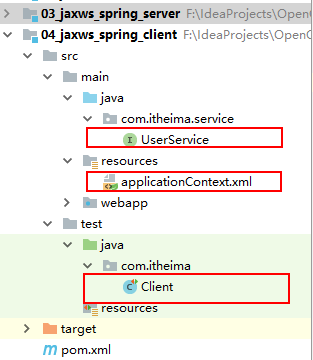 03_jaxws_spring_server F:\IdeaProjects\OpenC
04_jaxws_spring_client F:\IdeaProjects\OpenC
src
main
java
com.itheima.service
UserService
resources
applicationContext.xml
webapp
test
java
com.itheima
Client
resources
target
pom.xml